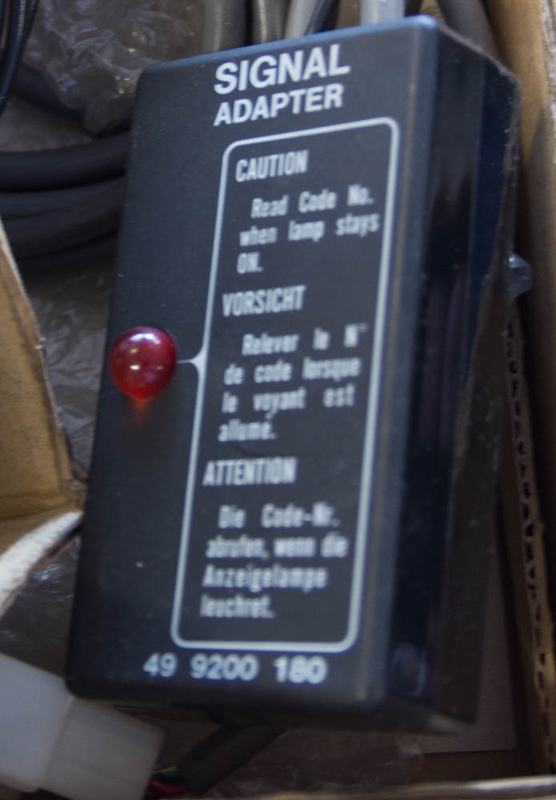 SIGNAL
ADAPTER
CAUTION
Read Code No.
when lamp stays
ON.
VORSICHT
Relever le N°
de code lorsque
le voyant est
allumé.
ATTENTION
Die Code-Nr.
abrufen, wenn die
Anzeigelampe
leuchret.
49 9200 180